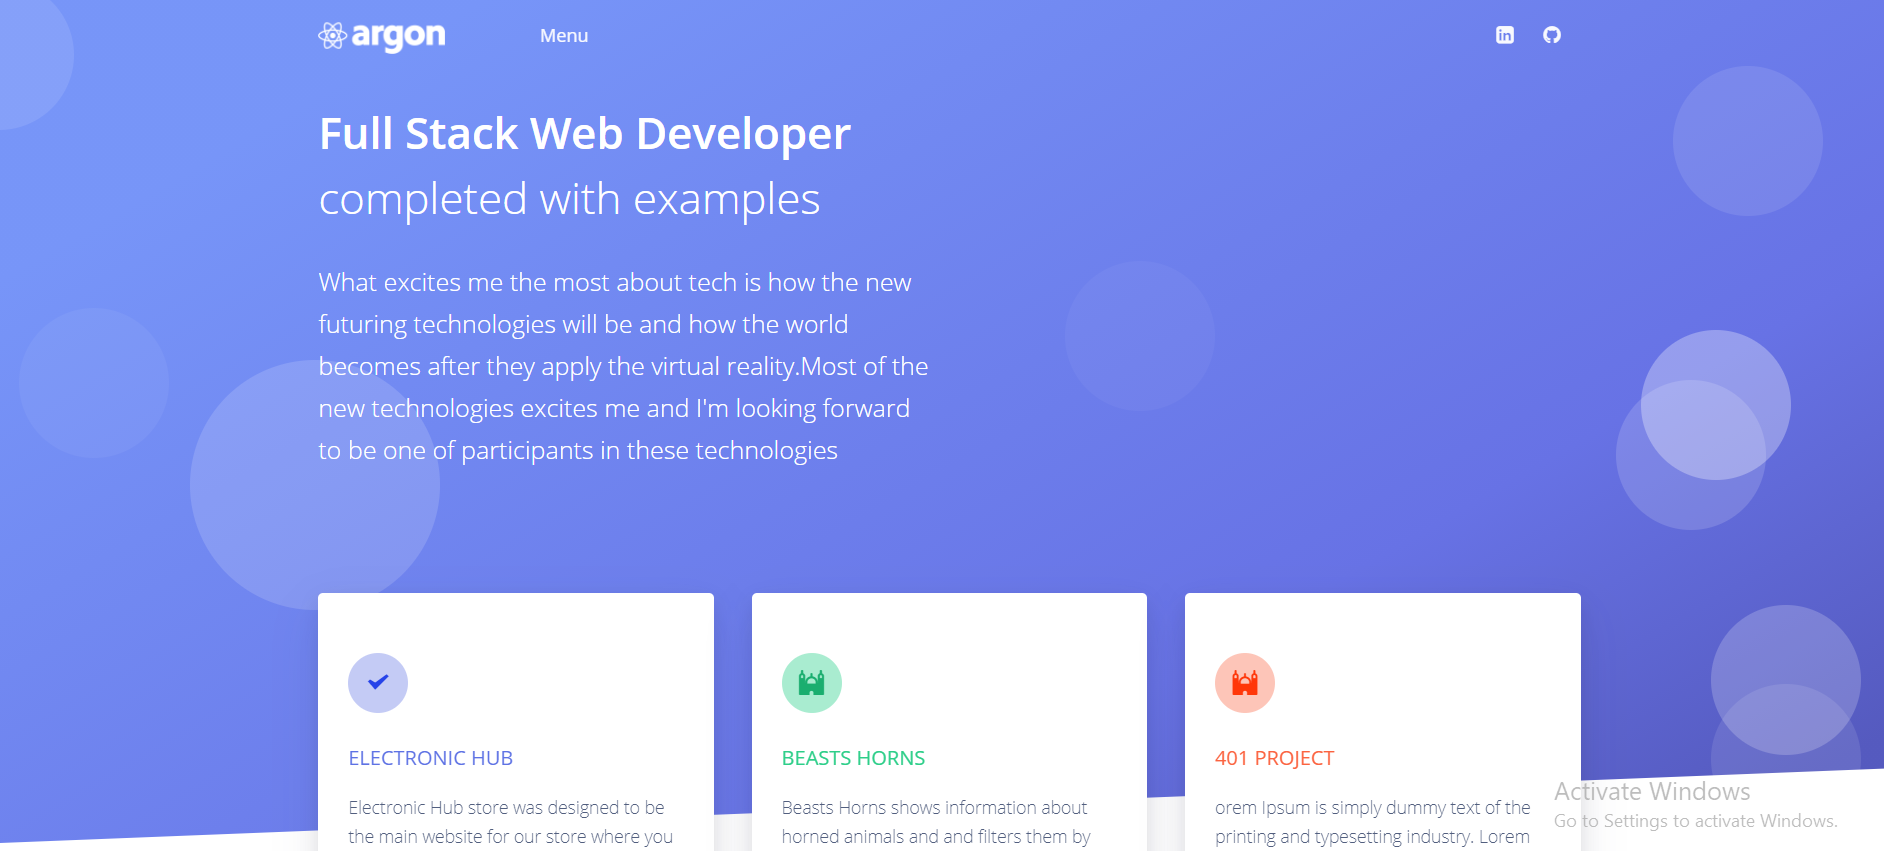 argon
Menu
Full Stack Web Developer
completed with examples
What excites me the most about tech is how the new
futuring technologies will be and how the world
becomes after they apply the virtual reality.Most of the
new technologies excites me and I'm looking forward
to be one of participants in these technologies
ELECTRONIC HUB
Electronic Hub store was designed to be
the main website for our store where you
BEASTS HORNS
Beasts Horns shows information about
horned animals and and filters them by
401 PROJECT
orem Ipsum is simply dummy text of the
printing and typesetting industry. Lorem
Activate Windows
Go to Settings to activate Windows.